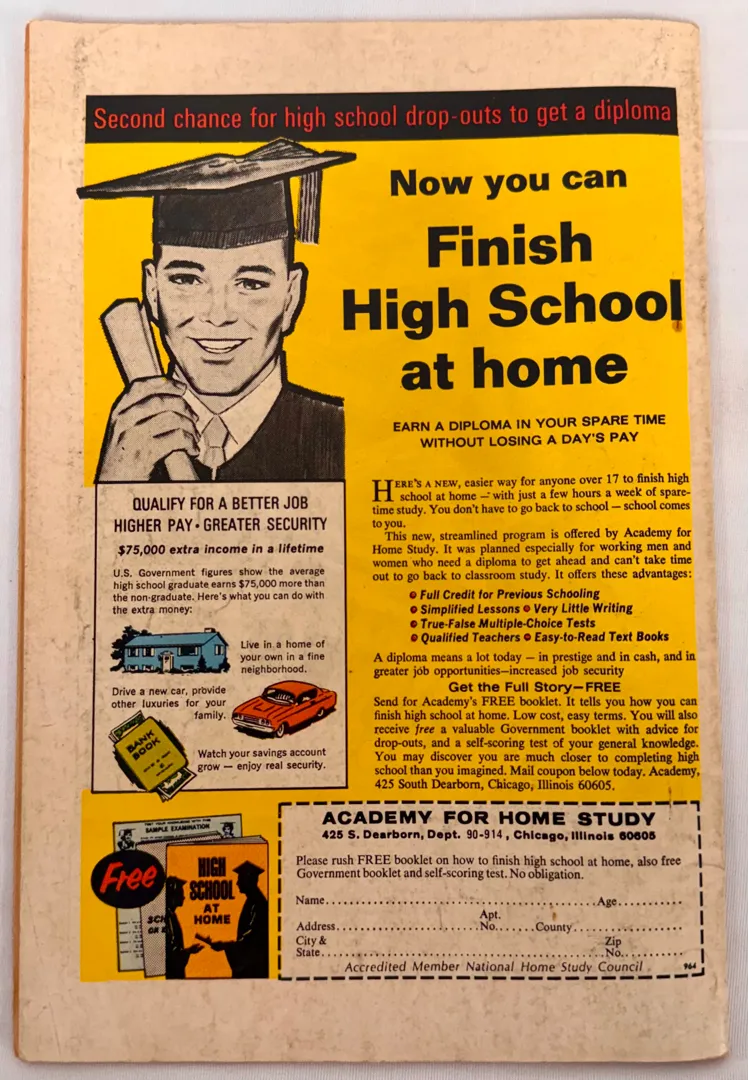 Second chance for high school drop-outs to get a diploma
Now you can
Finish
High School
at home
EARN A DIPLOMA IN YOUR SPARE TIME
WITHOUT LOSING A DAY'S PAY
HERE'S A NEW, easier way for anyone over 17 to finish high
school at home — with just a few hours a week of spare-
time study. You don't have to go back to school — school comes
to you.
This new, streamlined program is offered by Academy for
Home Study. It was planned especially for working men and
women who need a diploma to get ahead and can't take time
out to go back to classroom study. It offers these advantages:
• Full Credit for Previous Schooling
• Simplified Lessons • Very Little Writing
• True-False Multiple-Choice Tests
• Qualified Teachers • Easy-to-Read Text Books
A diploma means a lot today — in prestige and in cash, and in
greater job opportunities—increased job security
Get the Full Story—FREE
Send for Academy's FREE booklet. It tells you how you can
finish high school at home. Low cost, easy terms. You will also
receive free a valuable Government booklet with advice for
drop-outs, and a self-scoring test of your general knowledge.
You may discover you are much closer to completing high
school than you imagined. Mail coupon below today. Academy,
425 South Dearborn, Chicago, Illinois 60605.
QUALIFY FOR A BETTER JOB
HIGHER PAY • GREATER SECURITY
$75,000 extra income in a lifetime
U.S. Government figures show the average
high school graduate earns $75,000 more than
the non-graduate. Here's what you can do with
the extra money:
Live in a home of
your own in a fine
neighborhood.
Drive a new car, provide
other luxuries for your
family.
BANK
BOOK
Watch your savings account
grow — enjoy real security.
SAMPLE EXAMINATION
Free
HIGH
SCHOOL
AT
HOME
ACADEMY FOR HOME STUDY
425 S. Dearborn, Dept. 90-914, Chicago, Illinois 60605
Please rush FREE booklet on how to finish high school at home, also free
Government booklet and self-scoring test. No obligation.
Name..........Age..........
Address..........Apt. No.......County..........
City & State..........Zip No..........
Accredited Member National Home Study Council 964